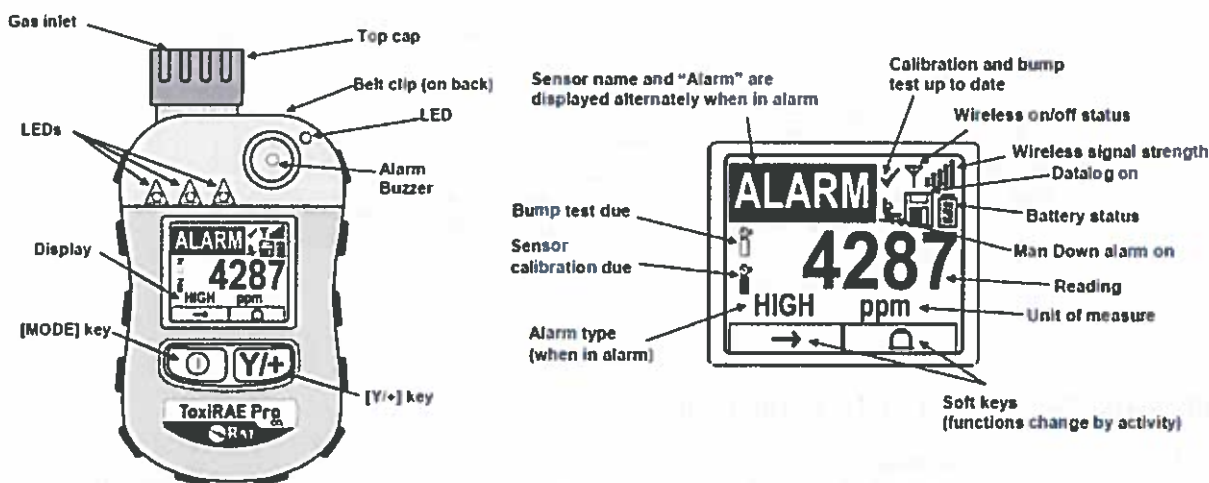 Gas inlet
Top cap
Belt clip (on back)
LED
LEDs
Alarm
Buzzer
Display
ALARM
4287
HIGH ppm
[MODE] key
Y/+
[Y/+] key
ToxiRAE Pro
Sensor name and "Alarm" are
displayed alternately when in alarm
Calibration and bump
test up to date
Wireless on/off status
Wireless signal strength
Datalog on
Battery status
Man Down alarm on
Reading
Unit of measure
Bump test due
Sensor
calibration due
Alarm type
(when in alarm)
ALARM
4287
HIGH ppm
Soft keys
(functions change by activity)